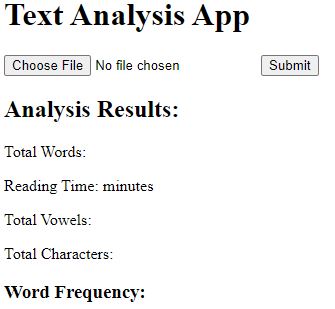 Text Analysis App
Choose File No file chosen Submit
Analysis Results:
Total Words:
Reading Time: minutes
Total Vowels:
Total Characters:
Word Frequency: